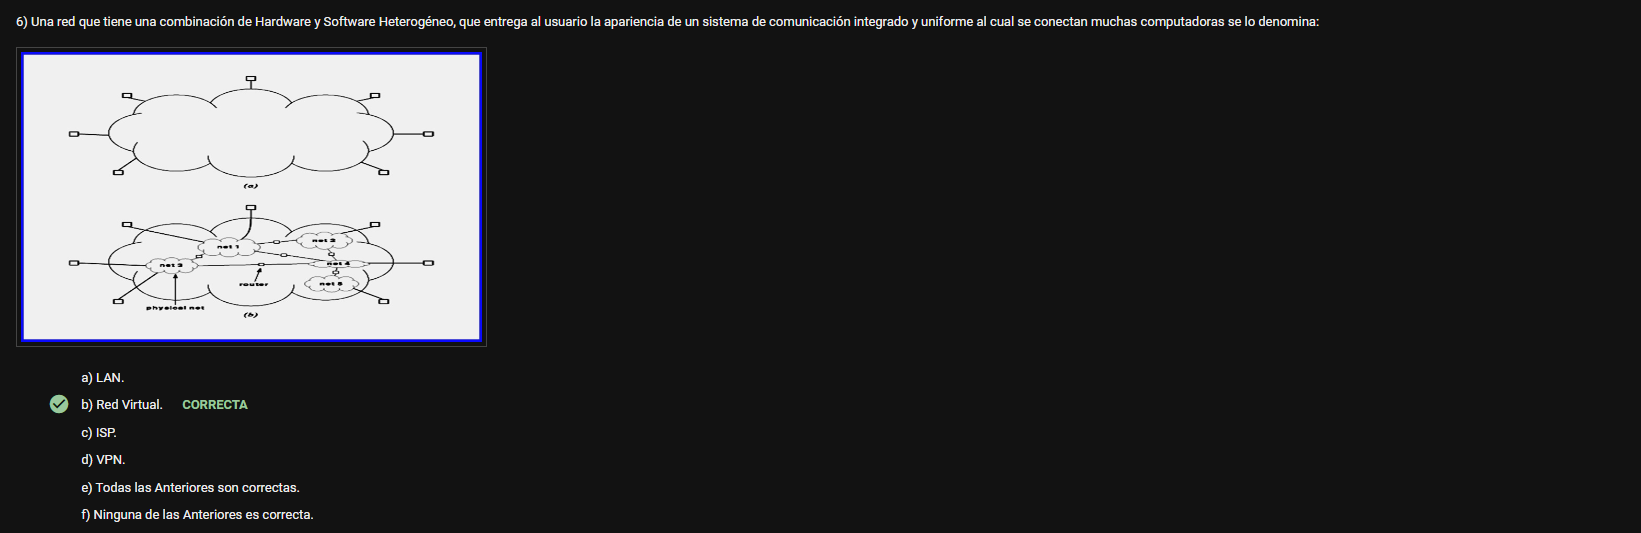 6) Una red que tiene una combinación de Hardware y Software Heterogéneo, que entrega al usuario la apariencia de un sistema de comunicación integrado y uniforme al cual se conectan muchas computadoras se lo denomina:
(a)
net 1
net 2
net 3
net 4
router
net 5
physical net
(b)
a) LAN.
b) Red Virtual. CORRECTA
c) ISP.
d) VPN.
e) Todas las Anteriores son correctas.
f) Ninguna de las Anteriores es correcta.